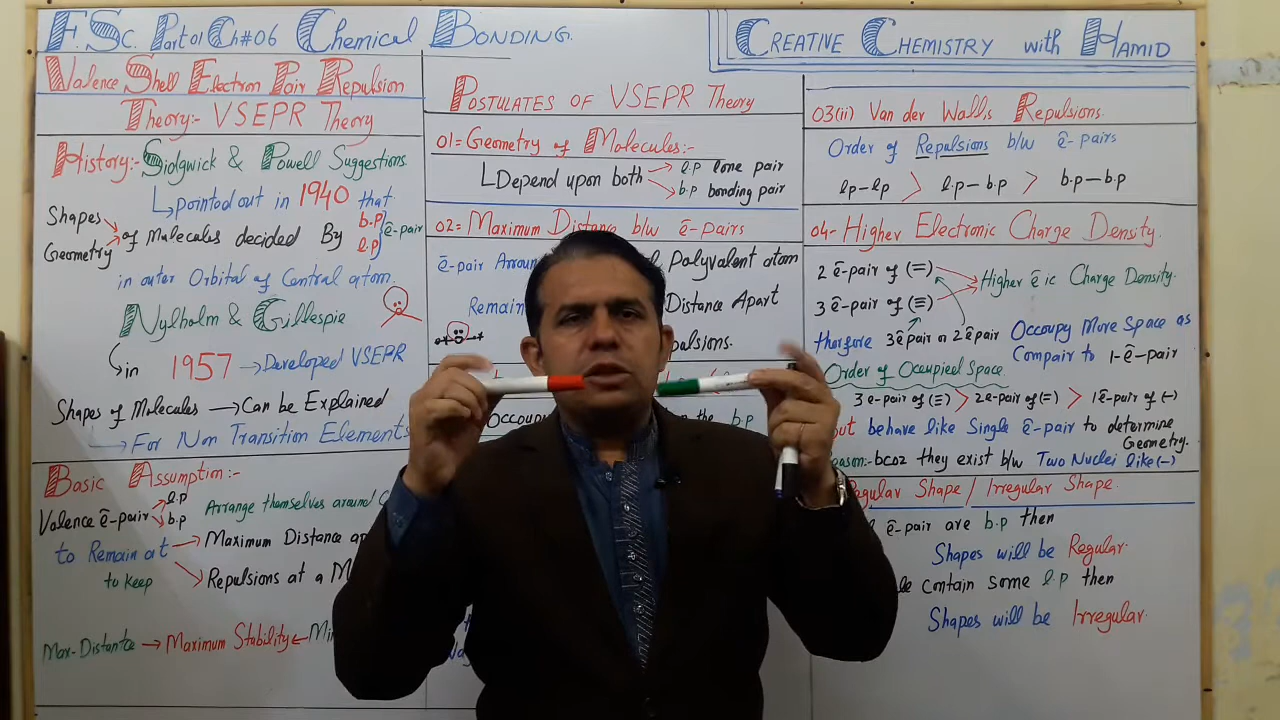 F.Sc. Part 01 Ch#06 Chemical Bonding.
Creative Chemistry with Hamid
Valence Shell Electron Pair Repulsion
Theory:- VSEPR Theory
History:- Sidgwick & Powell Suggestions
pointed out in 1940 that
Shapes
Geometry
of Molecules decided By b.p l.p ē-pair
in outer Orbital of Central atom.
Nylholm & Gillespie
in 1957 → Developed VSEPR
Shapes of Molecules → Can be Explained
→ For Non Transition Elements
Basic Assumption:-
Valence ē-pair l.p b.p Arrange themselves around
to Remain at → Maximum Distance
to keep Repulsions at a
Max-Distance → Maximum Stability ←
Postulates of VSEPR Theory
01= Geometry of Molecules:-
Depend upon both l.p lone pair
b.p bonding pair
02= Maximum Distance b/w ē-pairs
ē-pair Polyvalent atom
Remain Distance Apart
03(ii) Van der Wall's Repulsions.
Order of Repulsions b/w ē-pairs
lp-lp > l.p-b.p > b.p-b.p
04- Higher Electronic Charge Density.
2 ē-pair of (=)
3 ē-pair of (≡)
Higher ē ic Charge Density.
therefore 3ē pair or 2ē pair Occupy More Space as
Compair to 1-ē-pair
Order of Occupied Space.
3 e-pair of (≡) > 2e-pair of (=) > 1ē-pair of (-)
but behave like Single ē-pair to determine
Geometry.
bcoz they exist b/w Two Nuclei like (-)
Regular Shape / Irregular Shape.
ē-pair are b.p then
Shapes will be Regular.
contain some l.p then
Shapes will be Irregular.